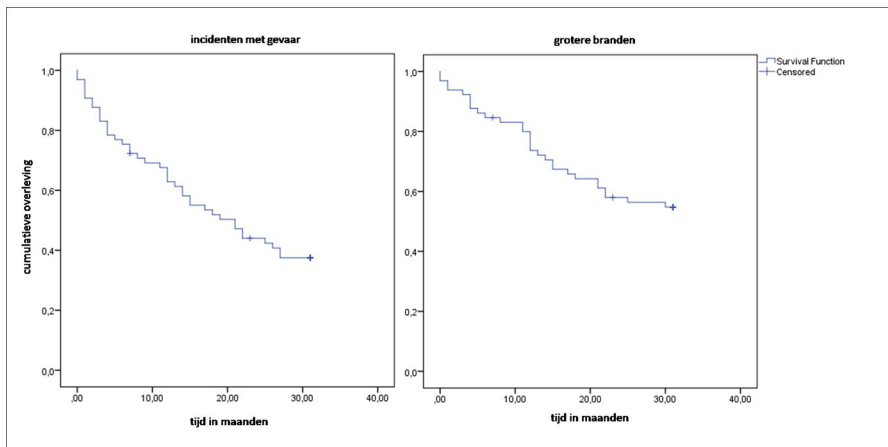 incidenten met gevaar
grotere branden
Survival Function
Censored
cumulatieve overleving
1,0
0,8
0,6
0,4
0,2
0,0
,00 10,00 20,00 30,00 40,00
tijd in maanden
1,0
0,8
0,6
0,4
0,2
0,0
,00 10,00 20,00 30,00 40,00
tijd in maanden